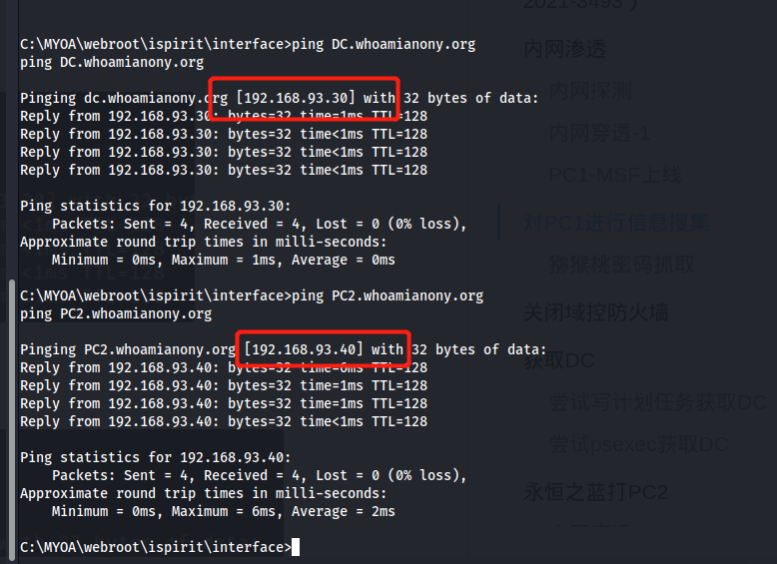 2021-3493 )
C:\MYOA\webroot\ispirit\interface>ping DC.whoamianony.org
ping DC.whoamianony.org
内网渗透
Pinging dc.whoamianony.org [192.168.93.30] with 32 bytes of data:
内网探测
Reply from 192.168.93.30: bytes=32 time=1ms TTL=128
Reply from 192.168.93.30: bytes=32 time<1ms TTL=128
内网穿透-1
Reply from 192.168.93.30: bytes=32 time<1ms TTL=128
Reply from 192.168.93.30: bytes=32 time<1ms TTL=128
PC1-MSF上线
Ping statistics for 192.168.93.30:
Packets: Sent = 4, Received = 4, Lost = 0 (0% loss),
对PC1进行信息搜集
Approximate round trip times in milli-seconds:
Minimum = 0ms, Maximum = 1ms, Average = 0ms
猕猴桃密码抓取
C:\MYOA\webroot\ispirit\interface>ping PC2.whoamianony.org
ping PC2.whoamianony.org
关闭域控防火墙
Pinging PC2.whoamianony.org [192.168.93.40] with 32 bytes of data:
获取DC
Reply from 192.168.93.40: bytes=32 time=6ms TTL=128
Reply from 192.168.93.40: bytes=32 time=1ms TTL=128
Reply from 192.168.93.40: bytes=32 time=1ms TTL=128
尝试写计划任务获取DC
Reply from 192.168.93.40: bytes=32 time<1ms TTL=128
尝试psexec获取DC
Ping statistics for 192.168.93.40:
Packets: Sent = 4, Received = 4, Lost = 0 (0% loss),
Approximate round trip times in milli-seconds:
永恒之蓝打PC2
Minimum = 0ms, Maximum = 6ms, Average = 2ms
C:\MYOA\webroot\ispirit\interface>